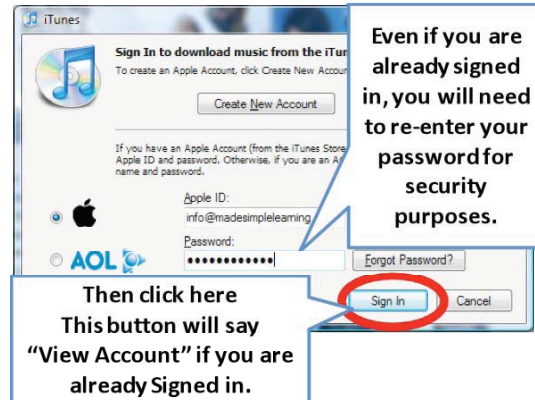 iTunes
Sign In to download music from the iTun
To create an Apple Account, click Create New Accoun
Create New Account
If you have an Apple Account (from the iTunes Store
Apple ID and password. Otherwise, if you are an
name and password.
Apple ID:
info@madesimplelearning
Password:
AOL
Forgot Password?
Sign In
Cancel
Even if you are
already signed
in, you will need
to re-enter your
password for
security
purposes.
Then click here
This button will say
“View Account” if you are
already Signed in.